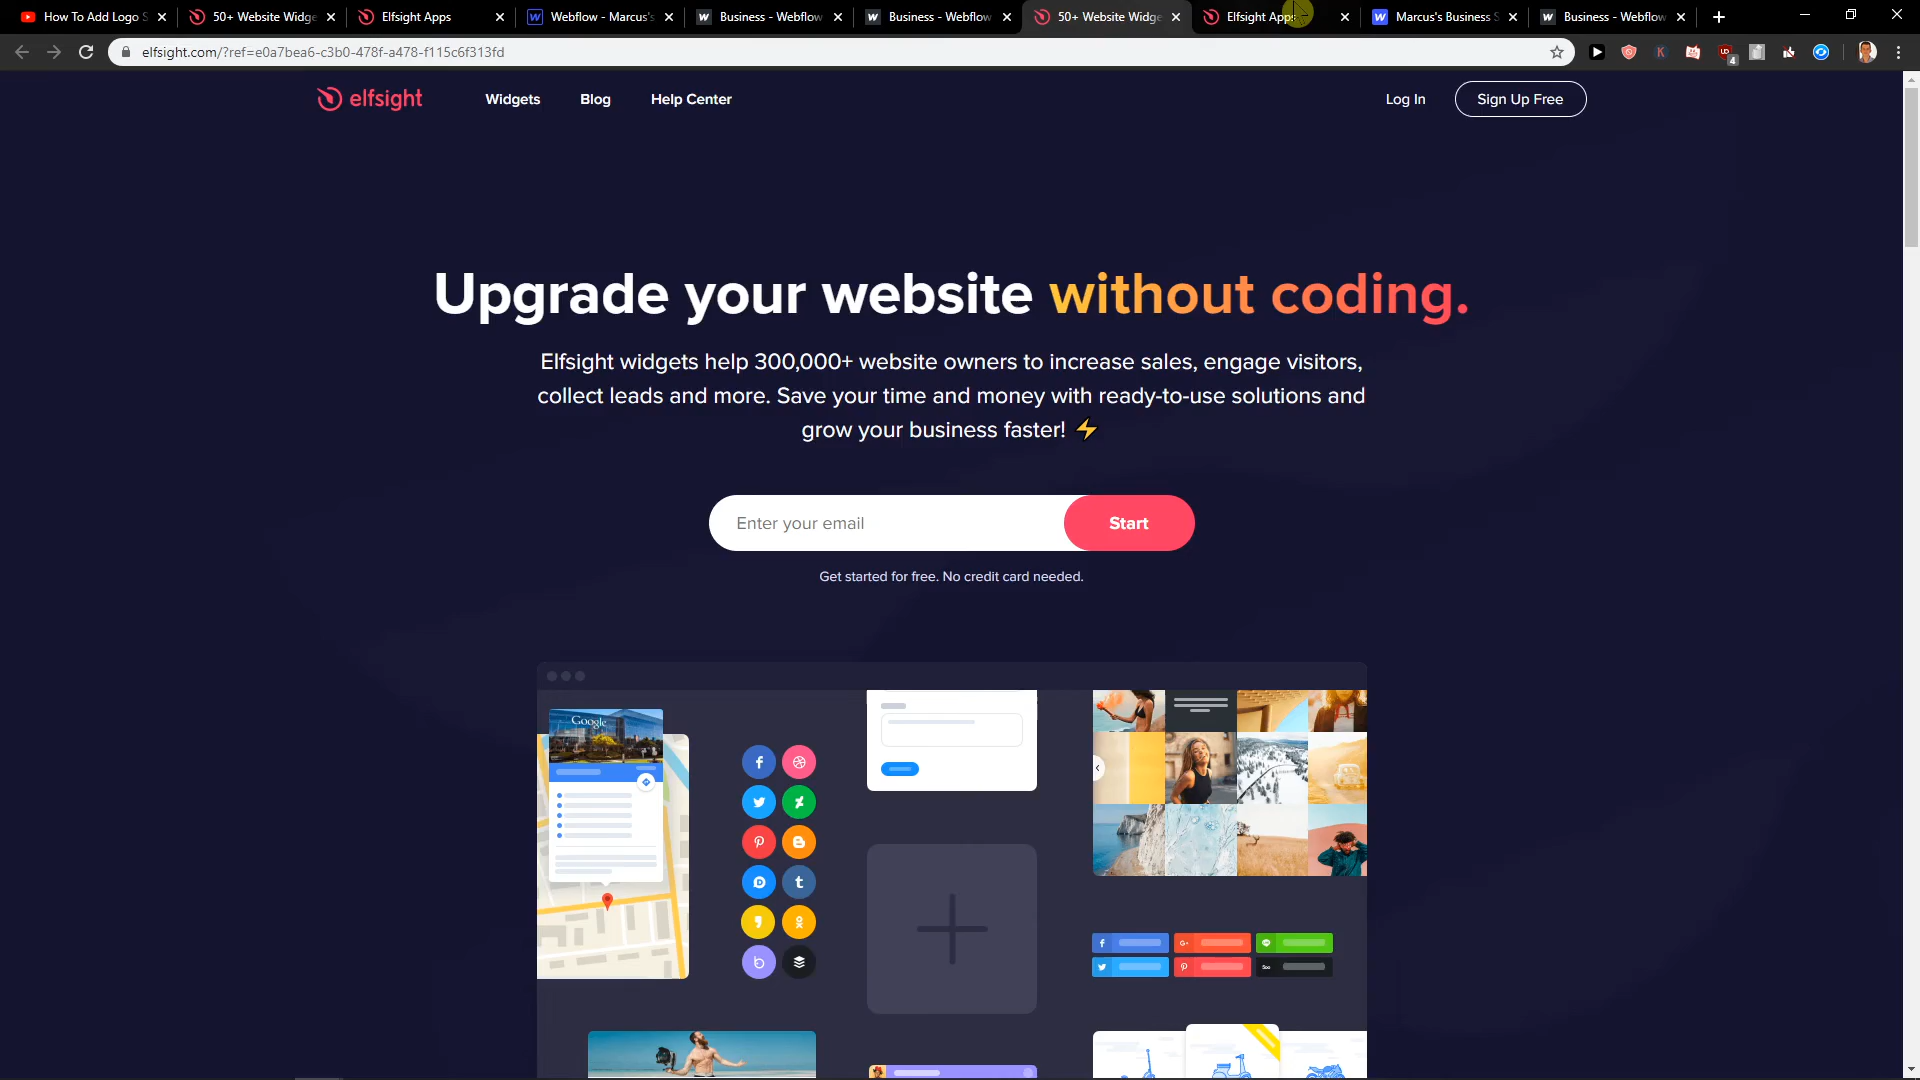 How To Add Logo S
50+ Website Widge
Elfsight Apps
Webflow - Marcus's
Business - Webflow
Business - Webflow
50+ Website Widge
Elfsight Apps
Marcus's Business S
Business - Webflow
elfsight.com/?ref=e0a7bea6-c3b0-478f-a478-f115c6f313fd
4
elfsight
Widgets
Blog
Help Center
Log In
Sign Up Free
Upgrade your website without coding.
Elfsight widgets help 300,000+ website owners to increase sales, engage visitors,
collect leads and more. Save your time and money with ready-to-use solutions and
grow your business faster! ⚡
Enter your email
Start
Get started for free. No credit card needed.
Google